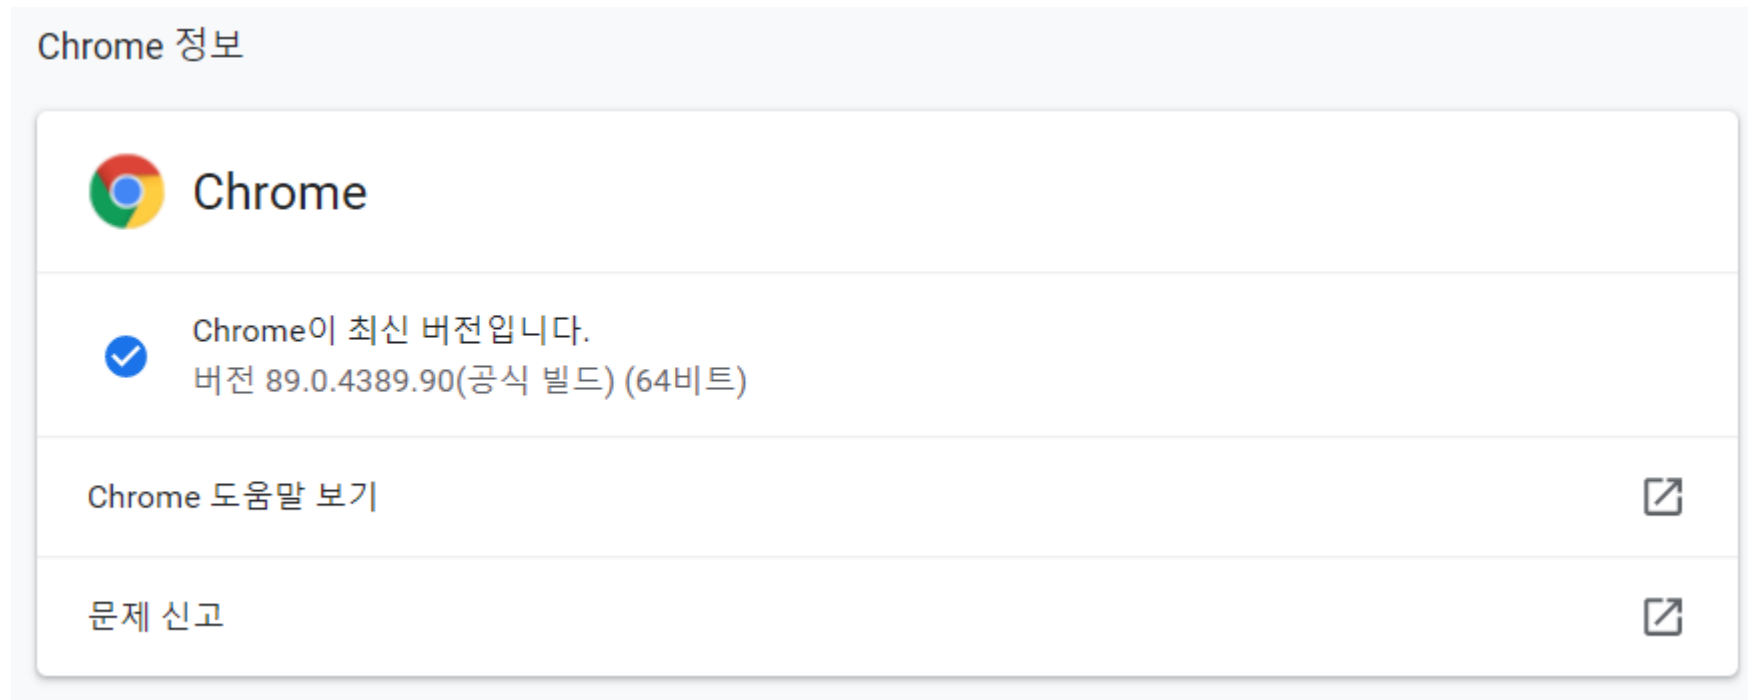 Chrome 정보
Chrome
Chrome이 최신 버전입니다.
버전 89.0.4389.90(공식 빌드) (64비트)
Chrome 도움말 보기
문제 신고